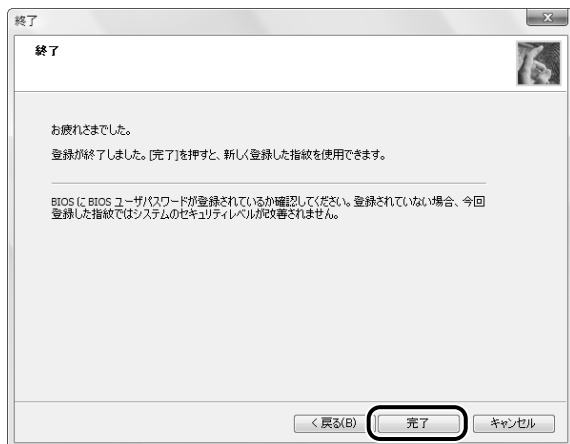 終了
終了
お疲れさまでした。
登録が終了しました。[完了]を押すと、新しく登録した指紋を使用できます。
BIOS に BIOS ユーザパスワードが登録されているか確認してください。登録されていない場合、今回
登録した指紋ではシステムのセキュリティレベルが改善されません。
< 戻る(B) 完了 キャンセル